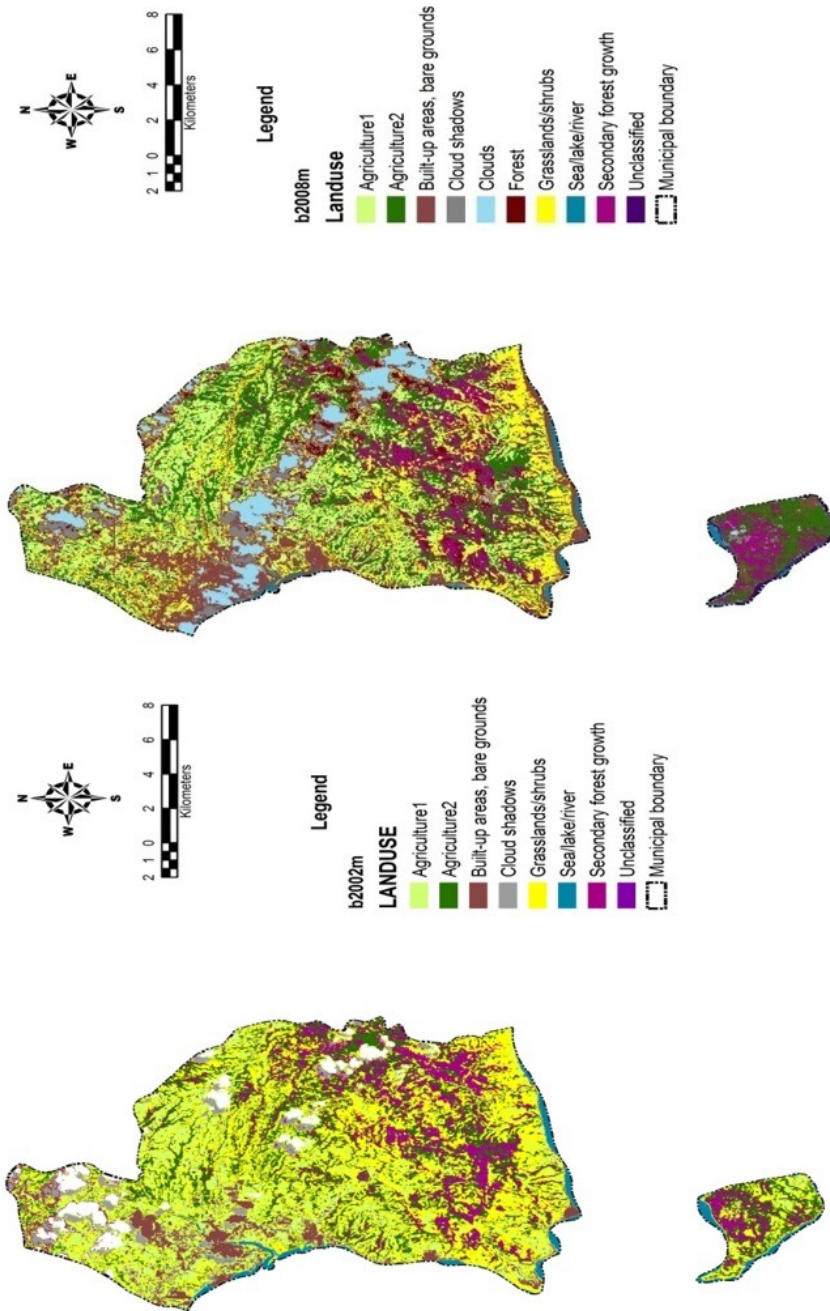 N
W E
S
2 1 0 2 4 6 8
Kilometers
Legend
b2008m
Landuse
Agriculture1
Agriculture2
Built-up areas, bare grounds
Cloud shadows
Clouds
Forest
Grasslands/shrubs
Sea/lake/river
Secondary forest growth
Unclassified
Municipal boundary
N
W E
S
2 1 0 2 4 6 8
Kilometers
Legend
b2002m
LANDUSE
Agriculture1
Agriculture2
Built-up areas, bare grounds
Cloud shadows
Grasslands/shrubs
Sea/lake/river
Secondary forest growth
Unclassified
Municipal boundary